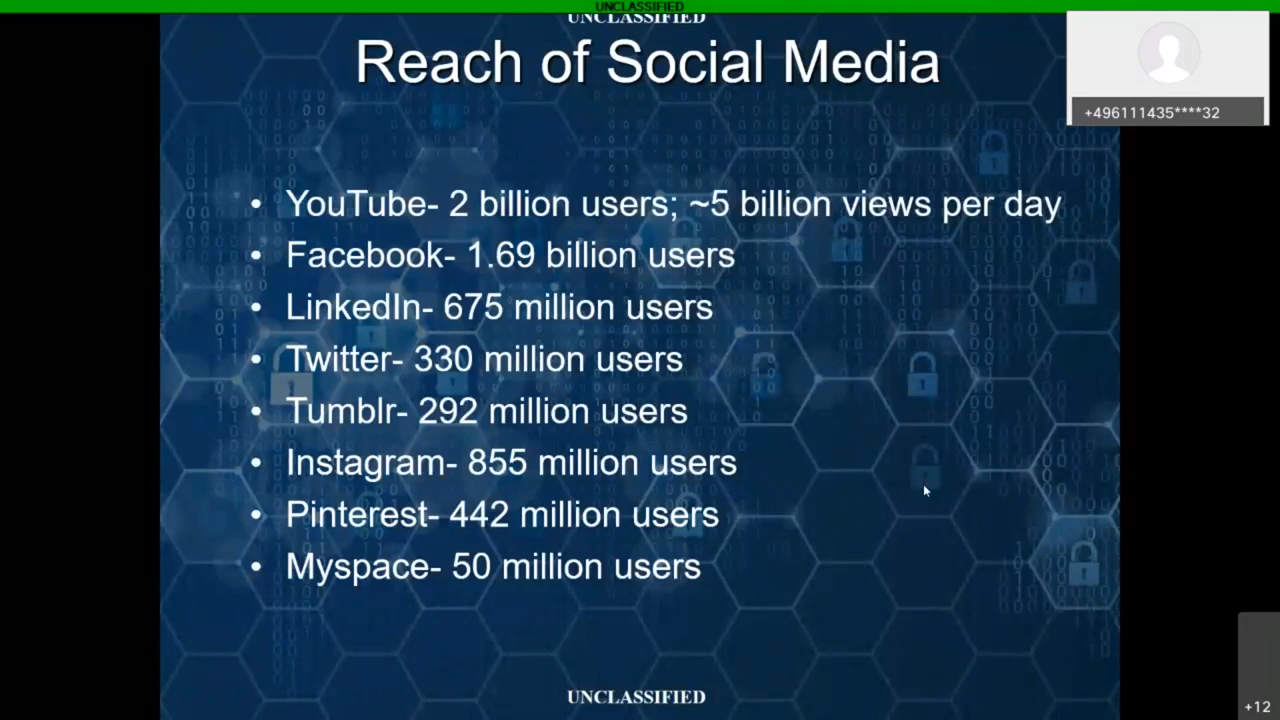 UNCLASSIFIED
UNCLASSIFIED
Reach of Social Media
+496111435****32
• YouTube- 2 billion users; ~5 billion views per day
• Facebook- 1.69 billion users
• LinkedIn- 675 million users
• Twitter- 330 million users
• Tumblr- 292 million users
• Instagram- 855 million users
• Pinterest- 442 million users
• Myspace- 50 million users
UNCLASSIFIED
+12